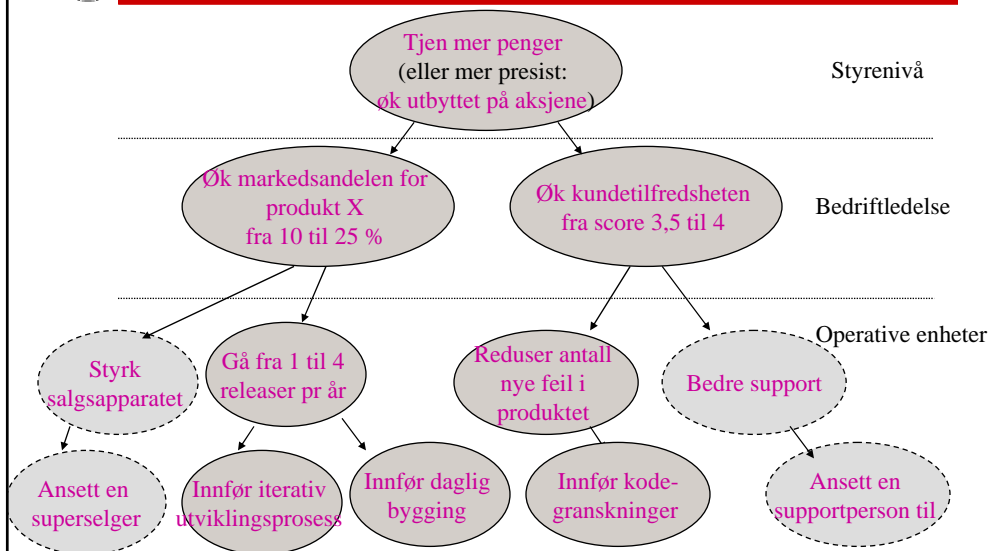 Tjen mer penger
(eller mer presist:
øk utbyttet på aksjene)
Styrenivå
Øk markedsandelen for
produkt X
fra 10 til 25 %
Øk kundetilfredsheten
fra score 3,5 til 4
Bedriftledelse
Operative enheter
Styrk
salgsapparatet
Gå fra 1 til 4
releaser pr år
Reduser antall
nye feil i
produktet
Bedre support
Ansett en
superselger
Innfør iterativ
utviklingsprosess
Innfør daglig
bygging
Innfør kode-
granskninger
Ansett en
supportperson til